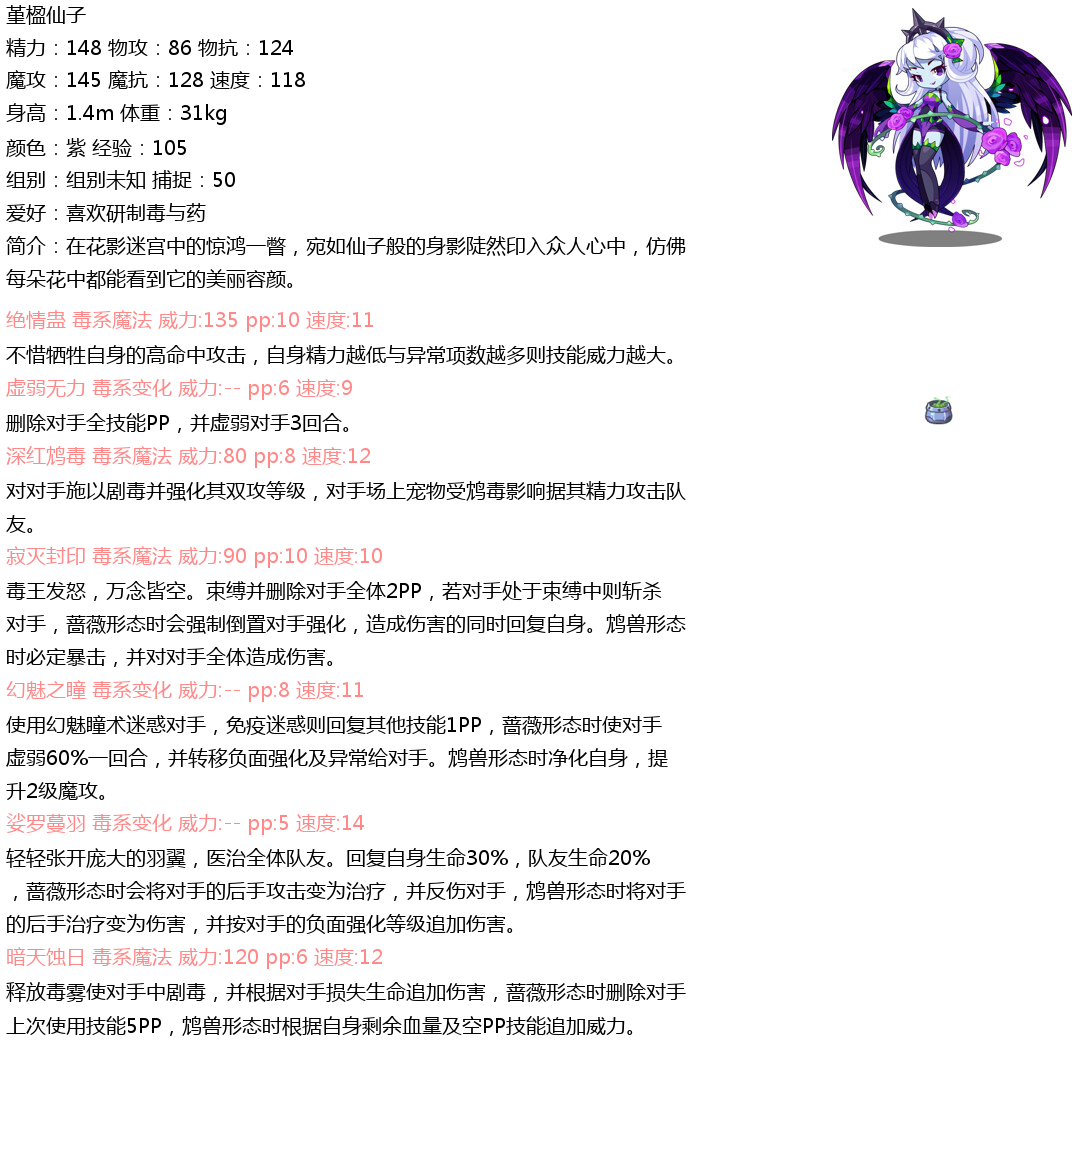 堇楹仙子
精力：148 物攻：86 物抗：124
魔攻：145 魔抗：128 速度：118
身高：1.4m 体重：31kg
颜色：紫 经验：105
组别：组别未知 捕捉：50
爱好：喜欢研制毒与药
简介：在花影迷宫中的惊鸿一瞥，宛如仙子般的身影陡然印入众人心中，仿佛
每朵花中都能看到它的美丽容颜。
绝情蛊 毒系魔法 威力:135 pp:10 速度:11
不惜牺牲自身的高命中攻击，自身精力越低与异常项数越多则技能威力越大。
虚弱无力 毒系变化 威力:-- pp:6 速度:9
删除对手全技能PP，并虚弱对手3回合。
深红鸩毒 毒系魔法 威力:80 pp:8 速度:12
对对手施以剧毒并强化其双攻等级，对手场上宠物受鸩毒影响据其精力攻击队
友。
寂灭封印 毒系魔法 威力:90 pp:10 速度:10
毒王发怒，万念皆空。束缚并删除对手全体2PP，若对手处于束缚中则斩杀
对手，蔷薇形态时会强制倒置对手强化，造成伤害的同时回复自身。鸩兽形态
时必定暴击，并对对手全体造成伤害。
幻魅之瞳 毒系变化 威力:-- pp:8 速度:11
使用幻魅瞳术迷惑对手，免疫迷惑则回复其他技能1PP，蔷薇形态时使对手
虚弱60%一回合，并转移负面强化及异常给对手。鸩兽形态时净化自身，提
升2级魔攻。
娑罗蔓羽 毒系变化 威力:-- pp:5 速度:14
轻轻张开庞大的羽翼，医治全体队友。回复自身生命30%，队友生命20%
，蔷薇形态时会将对手的后手攻击变为治疗，并反伤对手，鸩兽形态时将对手
的后手治疗变为伤害，并按对手的负面强化等级追加伤害。
暗天蚀日 毒系魔法 威力:120 pp:6 速度:12
释放毒雾使对手中剧毒，并根据对手损失生命追加伤害，蔷薇形态时删除对手
上次使用技能5PP，鸩兽形态时根据自身剩余血量及空PP技能追加威力。